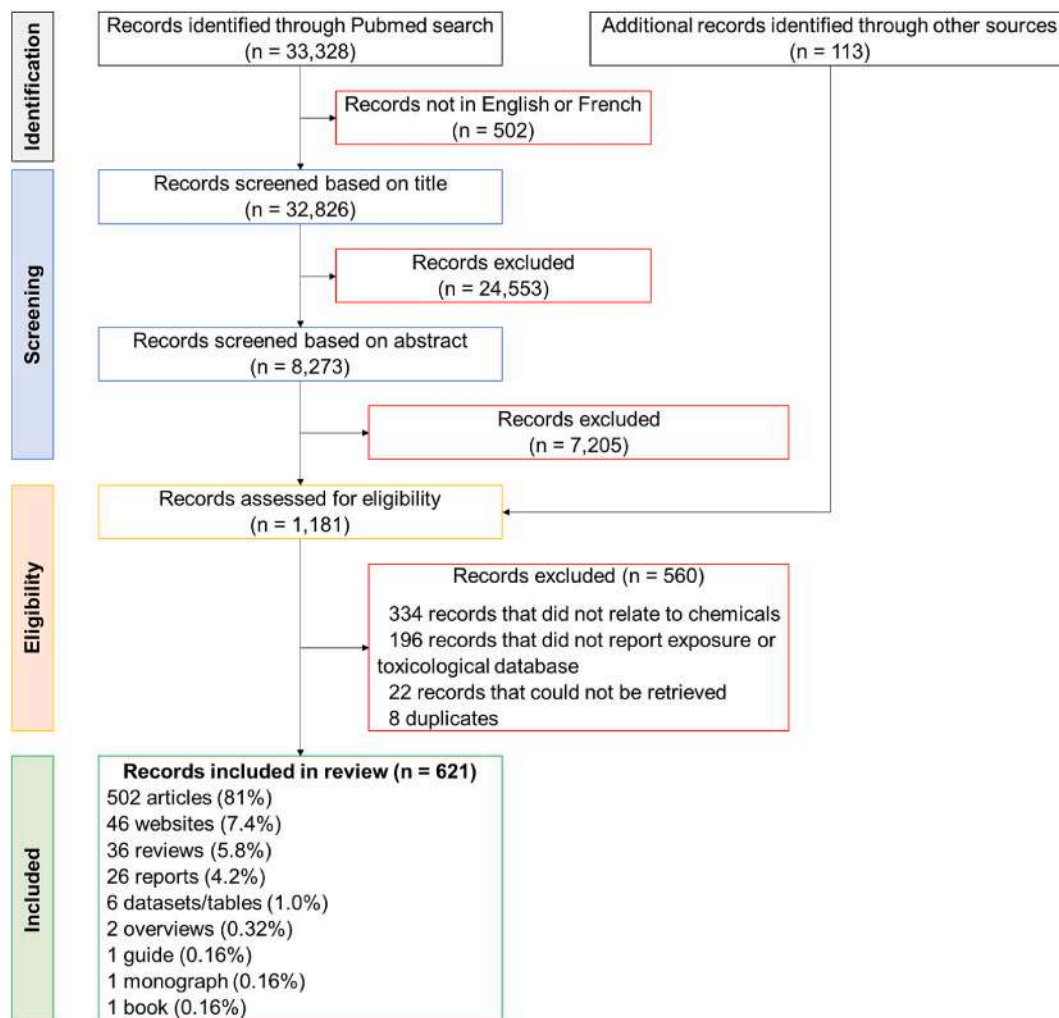 Identification
Records identified through Pubmed search
(n = 33,328)
Additional records identified through other sources
(n = 113)
Records not in English or French
(n = 502)
Screening
Records screened based on title
(n = 32,826)
Records excluded
(n = 24,553)
Records screened based on abstract
(n = 8,273)
Records excluded
(n = 7,205)
Eligibility
Records assessed for eligibility
(n = 1,181)
Records excluded (n = 560)
334 records that did not relate to chemicals
196 records that did not report exposure or
toxicological database
22 records that could not be retrieved
8 duplicates
Included
Records included in review (n = 621)
502 articles (81%)
46 websites (7.4%)
36 reviews (5.8%)
26 reports (4.2%)
6 datasets/tables (1.0%)
2 overviews (0.32%)
1 guide (0.16%)
1 monograph (0.16%)
1 book (0.16%)